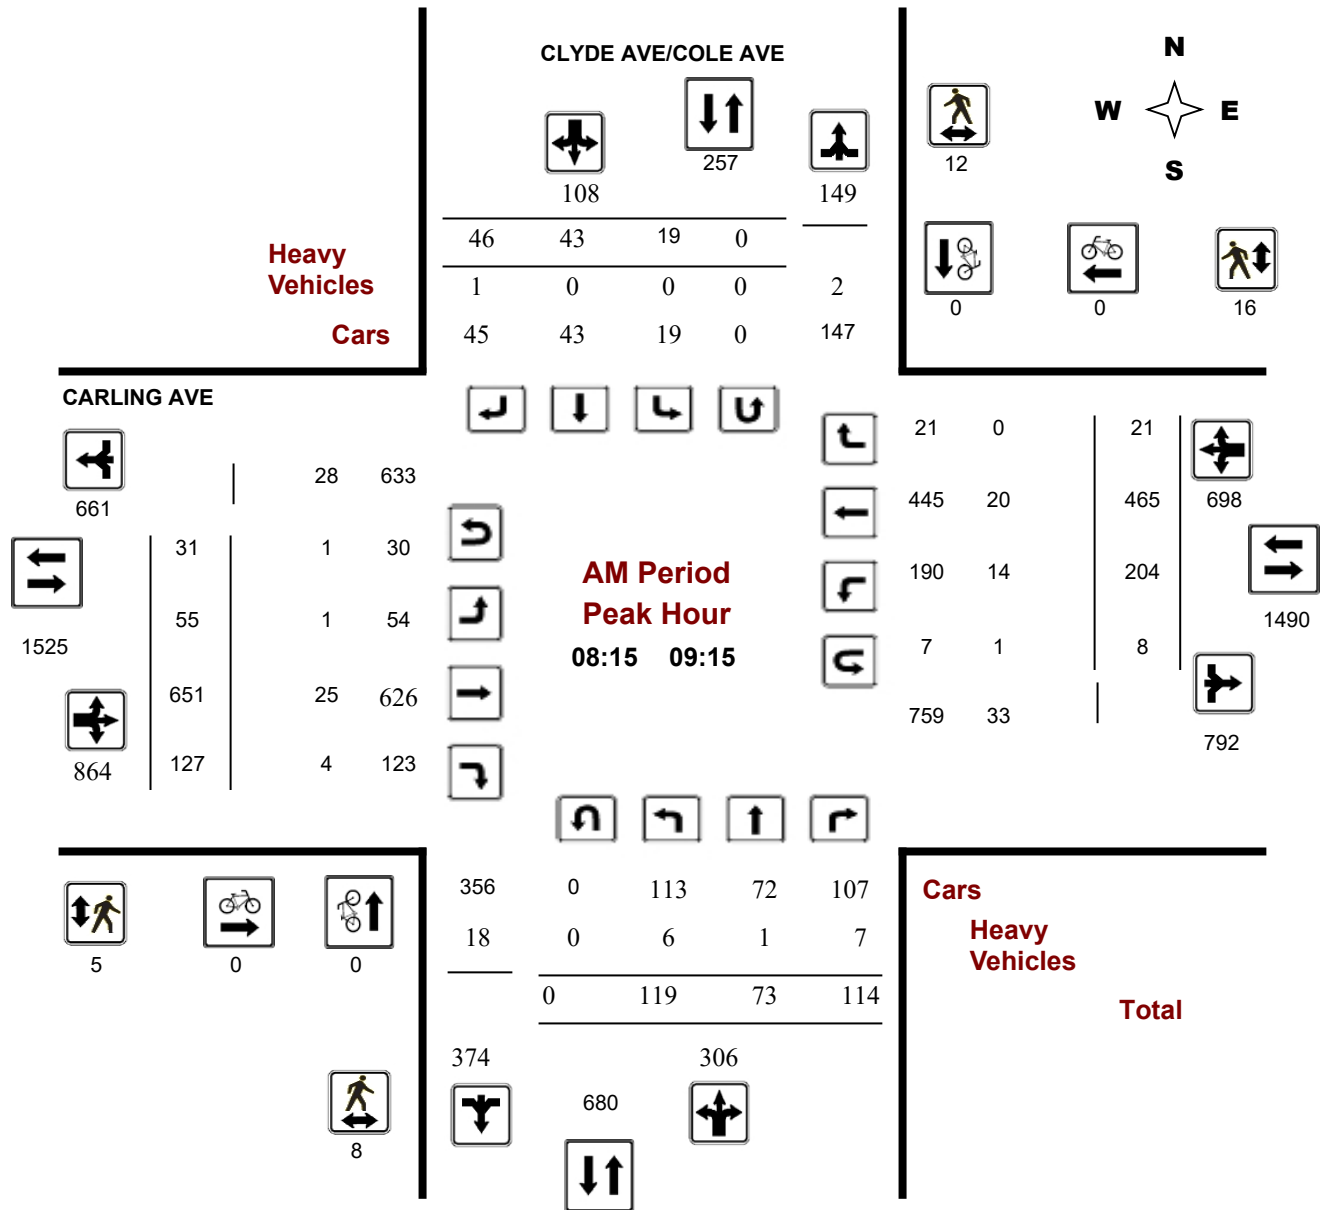 CLYDE AVE/COLE AVE
N
W E
S
257
12
108
149
46 43 19 0
Heavy
Vehicles
1 0 0 0 2
0 0 16
Cars
45 43 19 0 147
CARLING AVE
21 0 21
28 633
661
445 20 465 698
31 1 30
AM Period
190 14 204
Peak Hour
55 1 54
1490
1525
7 1 8
08:15 09:15
651 25 626
759 33
792
864
127 4 123
356 0 113 72 107
Cars
18 0 6 1 7
Heavy
Vehicles
5 0 0
0 119 73 114
Total
374 306
680
8